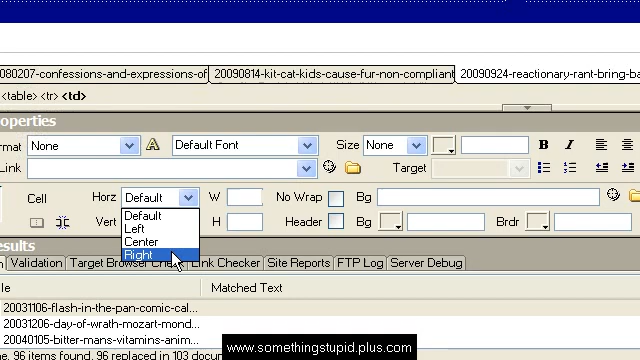 080207-confessions-and-expressions-of 20090814-kit-cat-kids-cause-fur-non-compliant 20090924-reactionary-rant-bring-ba
<table> <tr> <td>
roperties
ormat None A Default Font Size None B I
Link Target
Cell Horz Default W No Wrap Bg
Vert H Header Bg Brdr
Default
Left
Center
Right
esults
Validation Target Browser Check Link Checker Site Reports FTP Log Server Debug
le Matched Text
20031106-flash-in-the-pan-comic-cal...
20031206-day-of-wrath-mozart-mond...
20040105-bitter-mans-vitamins-anim...
96 items found, 96 replaced in 103 docum
www.somethingstupid.plus.com